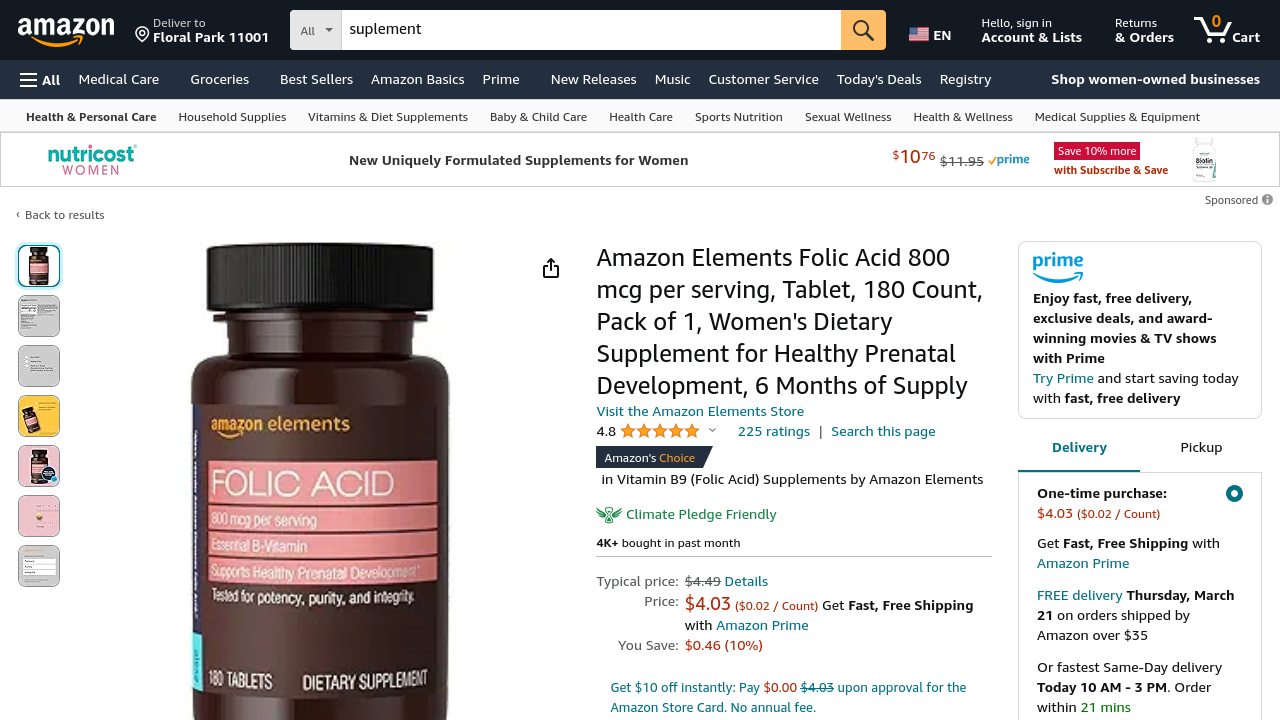 amazon
Deliver to
Floral Park 11001
All
suplement
EN
Hello, sign in
Account & Lists
Returns
& Orders
0
Cart
All
Medical Care
Groceries
Best Sellers
Amazon Basics
Prime
New Releases
Music
Customer Service
Today's Deals
Registry
Shop women-owned businesses
Health & Personal Care
Household Supplies
Vitamins & Diet Supplements
Baby & Child Care
Health Care
Sports Nutrition
Sexual Wellness
Health & Wellness
Medical Supplies & Equipment
nutricost
WOMEN
New Uniquely Formulated Supplements for Women
$10 76 $11.95 prime
Save 10% more
with Subscribe & Save
Biotin
Sponsored
‹ Back to results
amazon elements
FOLIC ACID
800 mcg per serving
Essential B-Vitamin
Supports Healthy Prenatal Development*
Tested for potency, purity, and integrity.
180 TABLETS
DIETARY SUPPLEMENT
Amazon Elements Folic Acid 800
mcg per serving, Tablet, 180 Count,
Pack of 1, Women's Dietary
Supplement for Healthy Prenatal
Development, 6 Months of Supply
Visit the Amazon Elements Store
4.8
225 ratings | Search this page
Amazon's Choice
in Vitamin B9 (Folic Acid) Supplements by Amazon Elements
Climate Pledge Friendly
4K+ bought in past month
Typical price: $4.49 Details
Price: $4.03 ($0.02 / Count) Get Fast, Free Shipping
with Amazon Prime
You Save: $0.46 (10%)
Get $10 off instantly: Pay $0.00 $4.03 upon approval for the
Amazon Store Card. No annual fee.
prime
Enjoy fast, free delivery,
exclusive deals, and award-
winning movies & TV shows
with Prime
Try Prime and start saving today
with fast, free delivery
Delivery
Pickup
One-time purchase:
$4.03 ($0.02 / Count)
Get Fast, Free Shipping with
Amazon Prime
FREE delivery Thursday, March
21 on orders shipped by
Amazon over $35
Or fastest Same-Day delivery
Today 10 AM - 3 PM. Order
within 21 mins